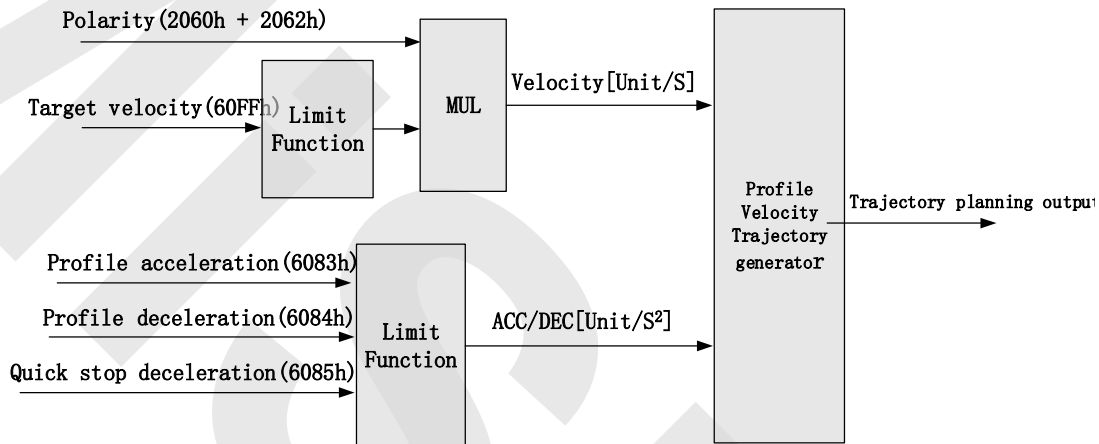 Polarity(2060h + 2062h)
Target velocity(60FFh)
Limit
Function
MUL
Velocity[Unit/S]
Profile
Velocity
Trajectory
generator
Trajectory planning output
Profile acceleration(6083h)
Profile deceleration(6084h)
Quick stop deceleration(6085h)
Limit
Function
ACC/DEC[Unit/S²]